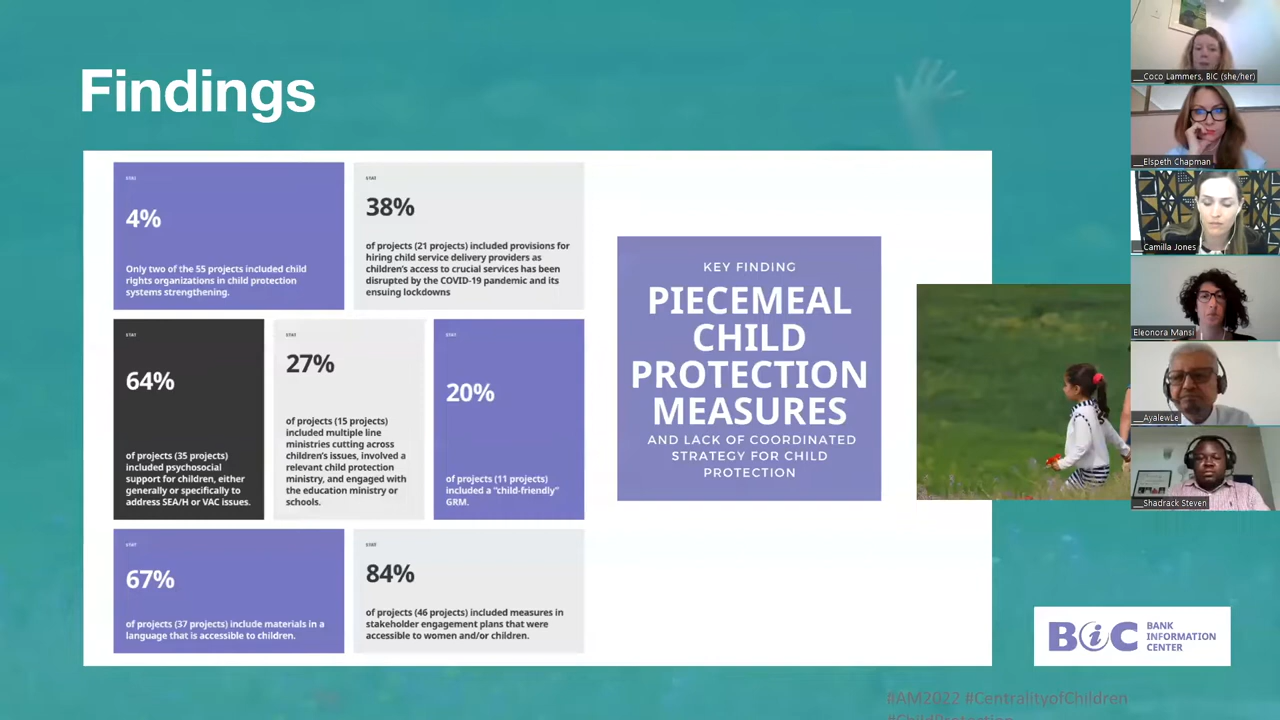 Findings
STAT
4%
Only two of the 55 projects included child
rights organizations in child protection
systems strengthening.
STAT
38%
of projects (21 projects) included provisions for
hiring child service delivery providers as
children's access to crucial services has been
disrupted by the COVID-19 pandemic and its
ensuing lockdowns
STAT
64%
of projects (35 projects)
included psychosocial
support for children, either
generally or specifically to
address SEA/H or VAC issues.
STAT
27%
of projects (15 projects)
included multiple line
ministries cutting across
children's issues, involved a
relevant child protection
ministry, and engaged with
the education ministry or
schools.
STAT
20%
of projects (11 projects)
included a "child-friendly"
GRM.
STAT
67%
of projects (37 projects) include materials in a
language that is accessible to children.
STAT
84%
of projects (46 projects) included measures in
stakeholder engagement plans that were
accessible to women and/or children.
KEY FINDING
PIECEMEAL
CHILD
PROTECTION
MEASURES
AND LACK OF COORDINATED
STRATEGY FOR CHILD
PROTECTION
__Coco Lammers, BIC (she/her)
__Elspeth Chapman
__Camilla Jones
Eleonora Mansi
__AyalewLe
__Shadrack Steven
BiC
BANK
INFORMATION
CENTER
#AM2022 #CentralityofChildren
#ChildProtection